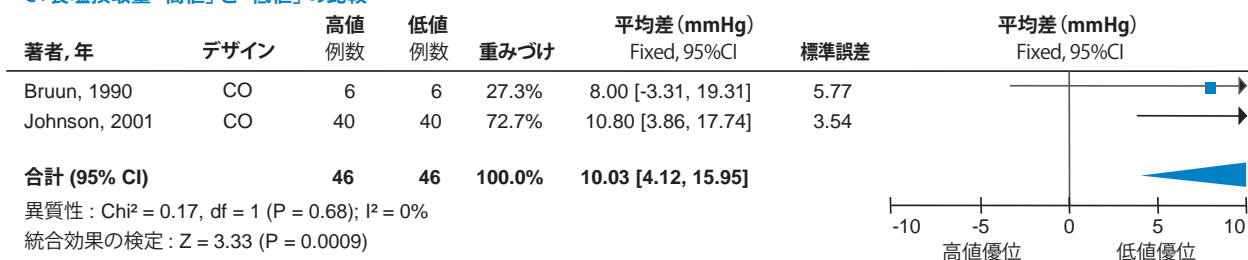 高値 低値 平均差（mmHg） 平均差（mmHg）
著者, 年 デザイン 例数 例数 重みづけ Fixed, 95%CI 標準誤差 Fixed, 95%CI
Bruun, 1990 CO 6 6 27.3% 8.00 [-3.31, 19.31] 5.77
Johnson, 2001 CO 40 40 72.7% 10.80 [3.86, 17.74] 3.54
合計 (95% CI) 46 46 100.0% 10.03 [4.12, 15.95]
異質性 : Chi² = 0.17, df = 1 (P = 0.68); I² = 0%
統合効果の検定 : Z = 3.33 (P = 0.0009)
-10 -5 0 5 10
高値優位 低値優位